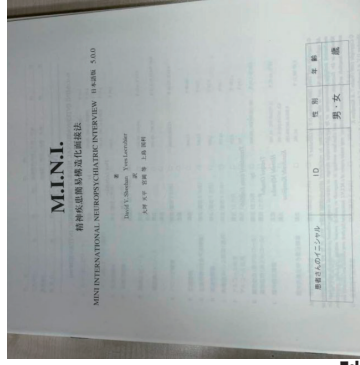 M.I.N.I.
精神疾患簡易構造化面接法
MINI INTERNATIONAL NEUROPSYCHIATRIC INTERVIEW 日本語版 5.0.0
著
David V. Sheehan Yves Lecrubier
訳
大坪 天平 宮岡 等 上島 国利
患者さんのイニシャル ID 性 別 年 齢
男・女 歳